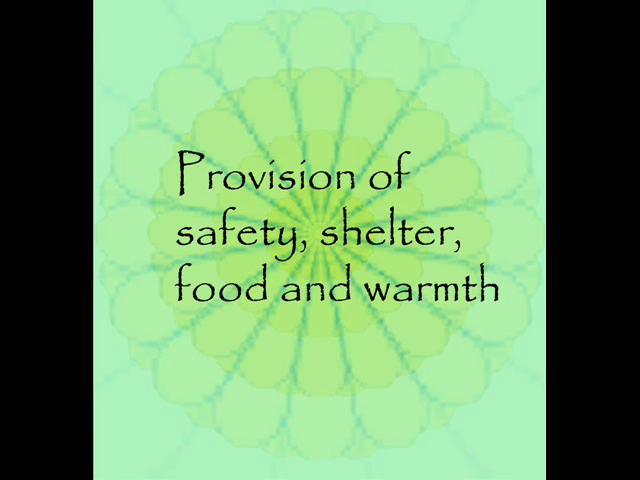 Provision of
safety, shelter,
food and warmth